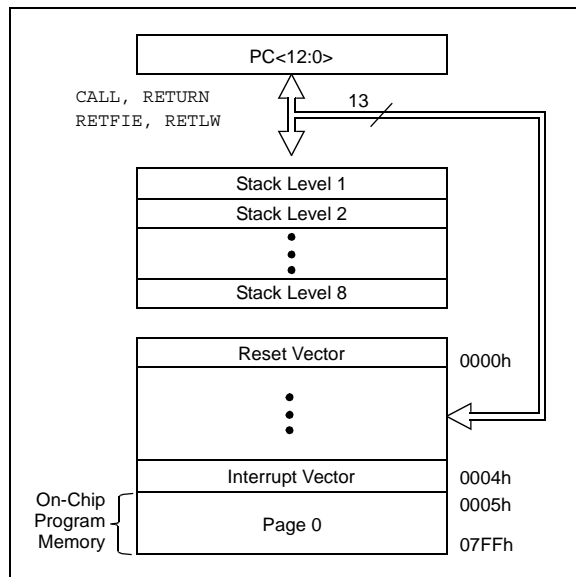 PC<12:0>
CALL, RETURN
RETFIE, RETLW
13
Stack Level 1
Stack Level 2
Stack Level 8
Reset Vector
0000h
Interrupt Vector
0004h
On-Chip
Program
Memory
Page 0
0005h
07FFh